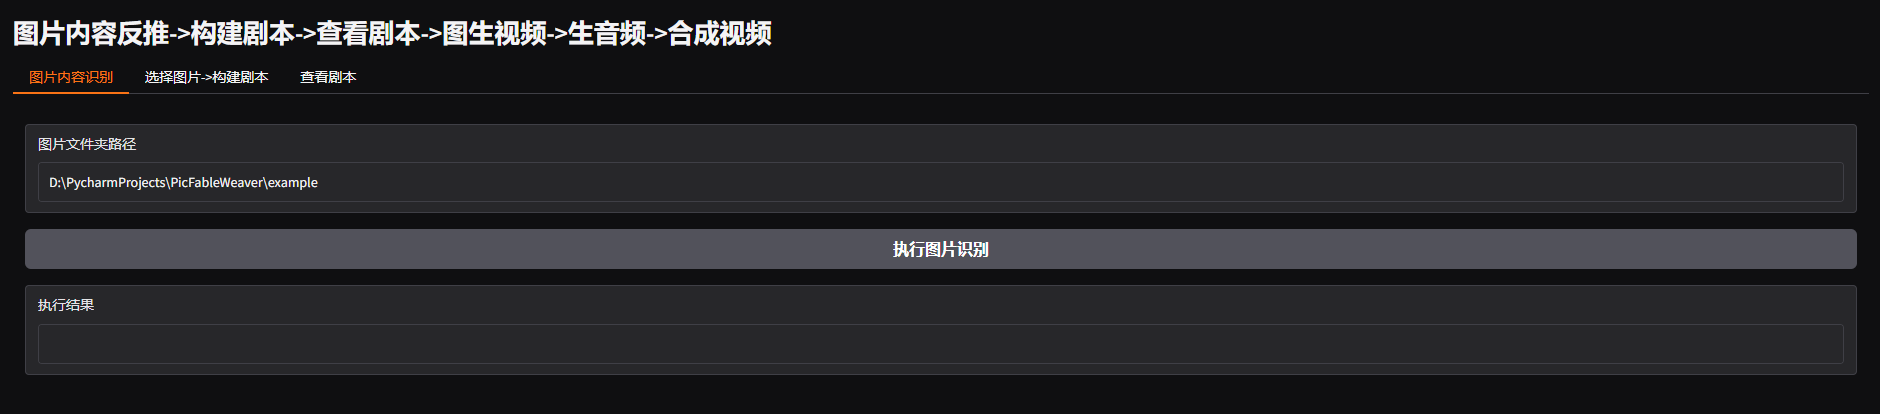 图片内容反推->构建剧本->查看剧本->图生视频->生音频->合成视频
图片内容识别 选择图片->构建剧本 查看剧本
图片文件夹路径
D:\PycharmProjects\PicFableWeaver\example
执行图片识别
执行结果